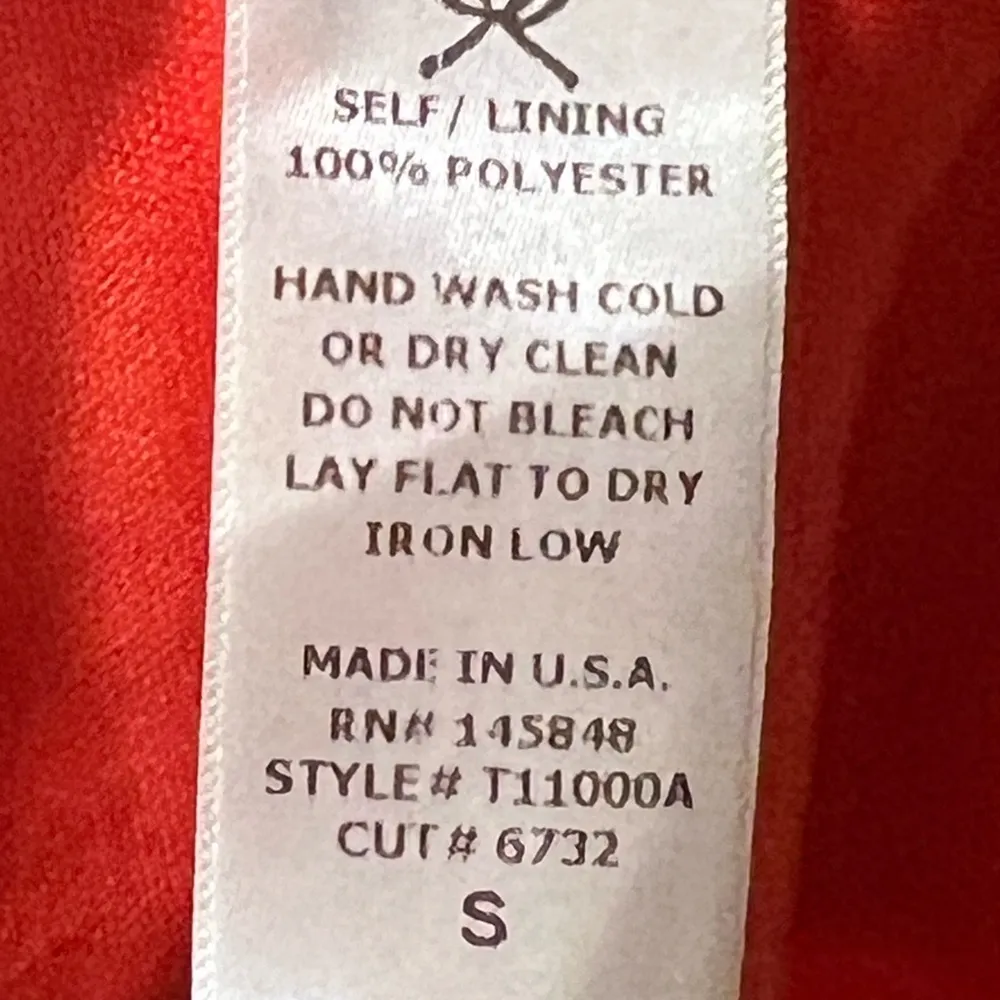 SELF/ LINING
100% POLYESTER
HAND WASH COLD
OR DRY CLEAN
DO NOT BLEACH
LAY FLAT TO DRY
IRON LOW
MADE IN U.S.A.
RN# 145848
STYLE# T11000A
CUT# 6732
S